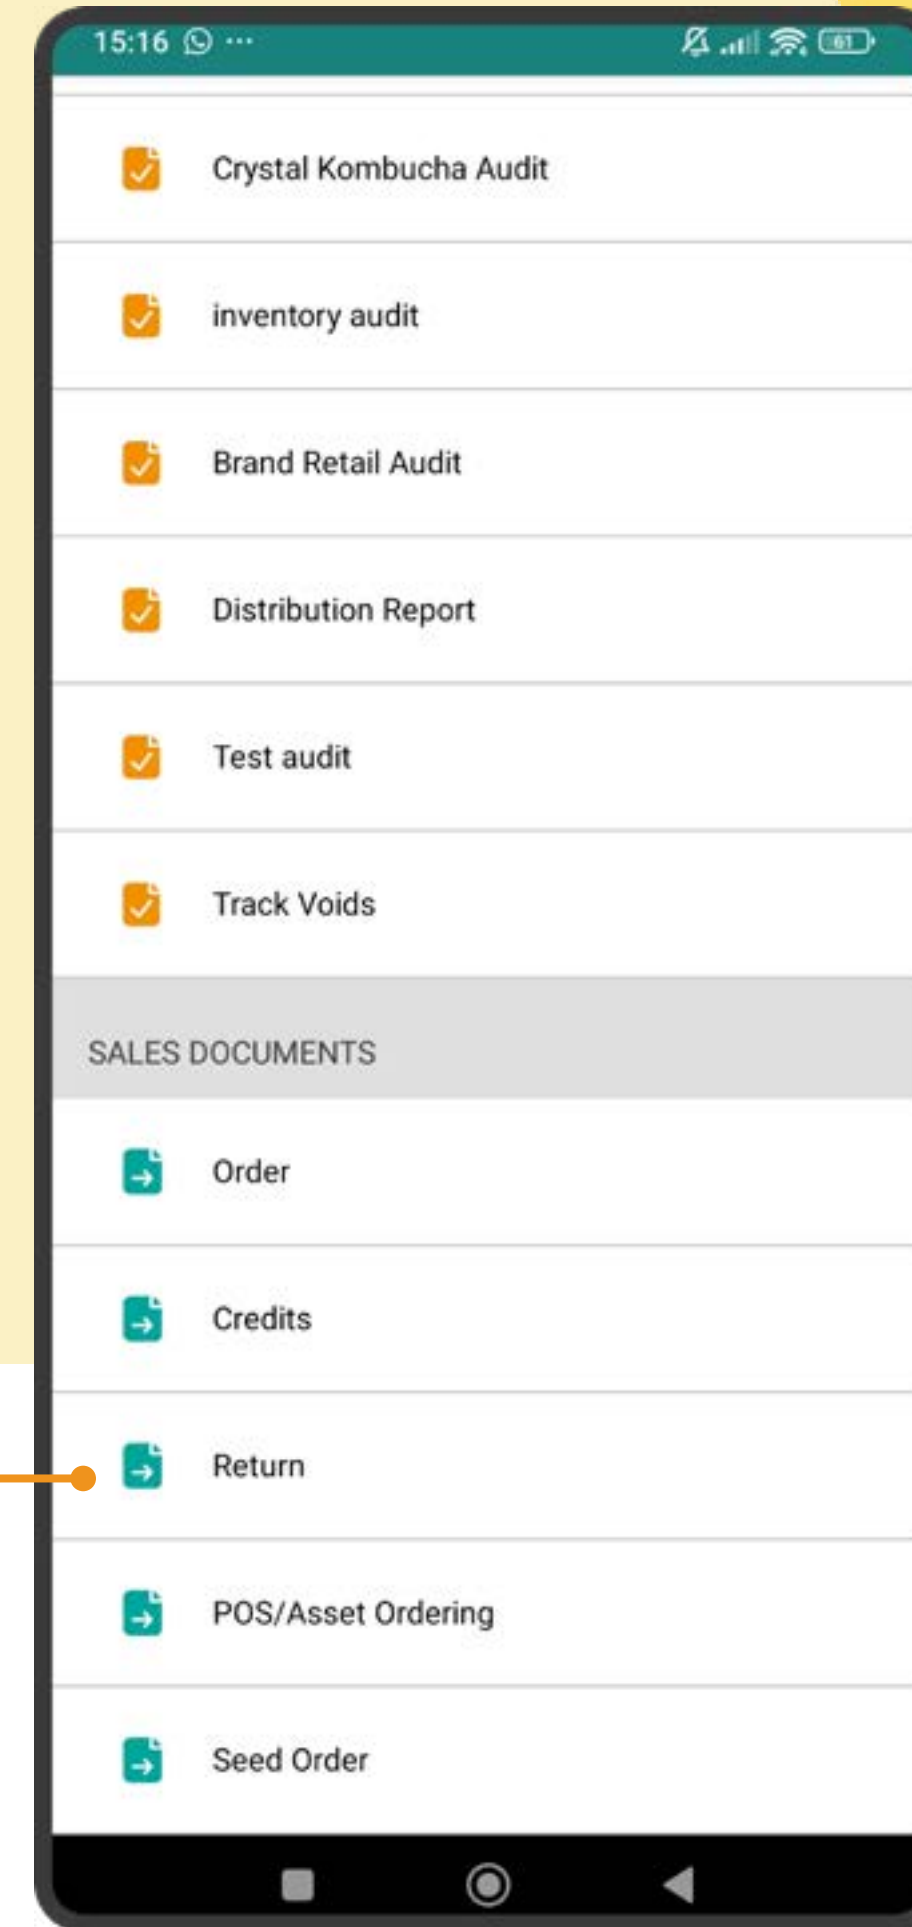 15:16
61
Crystal Kombucha Audit
inventory audit
Brand Retail Audit
Distribution Report
Test audit
Track Voids
SALES DOCUMENTS
Order
Credits
Return
POS/Asset Ordering
Seed Order